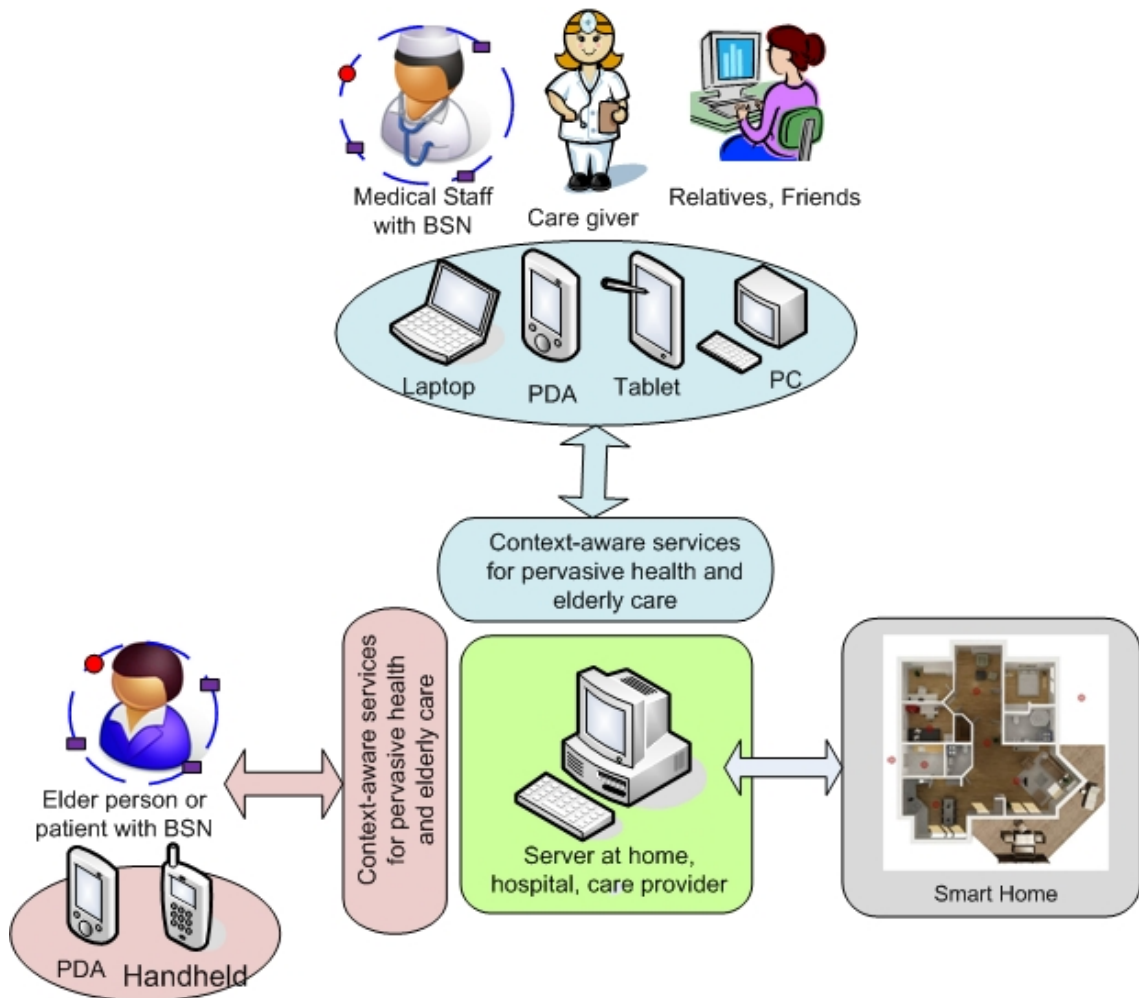 Medical Staff
with BSN
Care giver
Relatives, Friends
Laptop
PDA
Tablet
PC
Context-aware services
for pervasive health and
elderly care
Context-aware services
for pervasive health
and elderly care
Elder person or
patient with BSN
PDA
Handheld
Server at home,
hospital, care provider
Smart Home